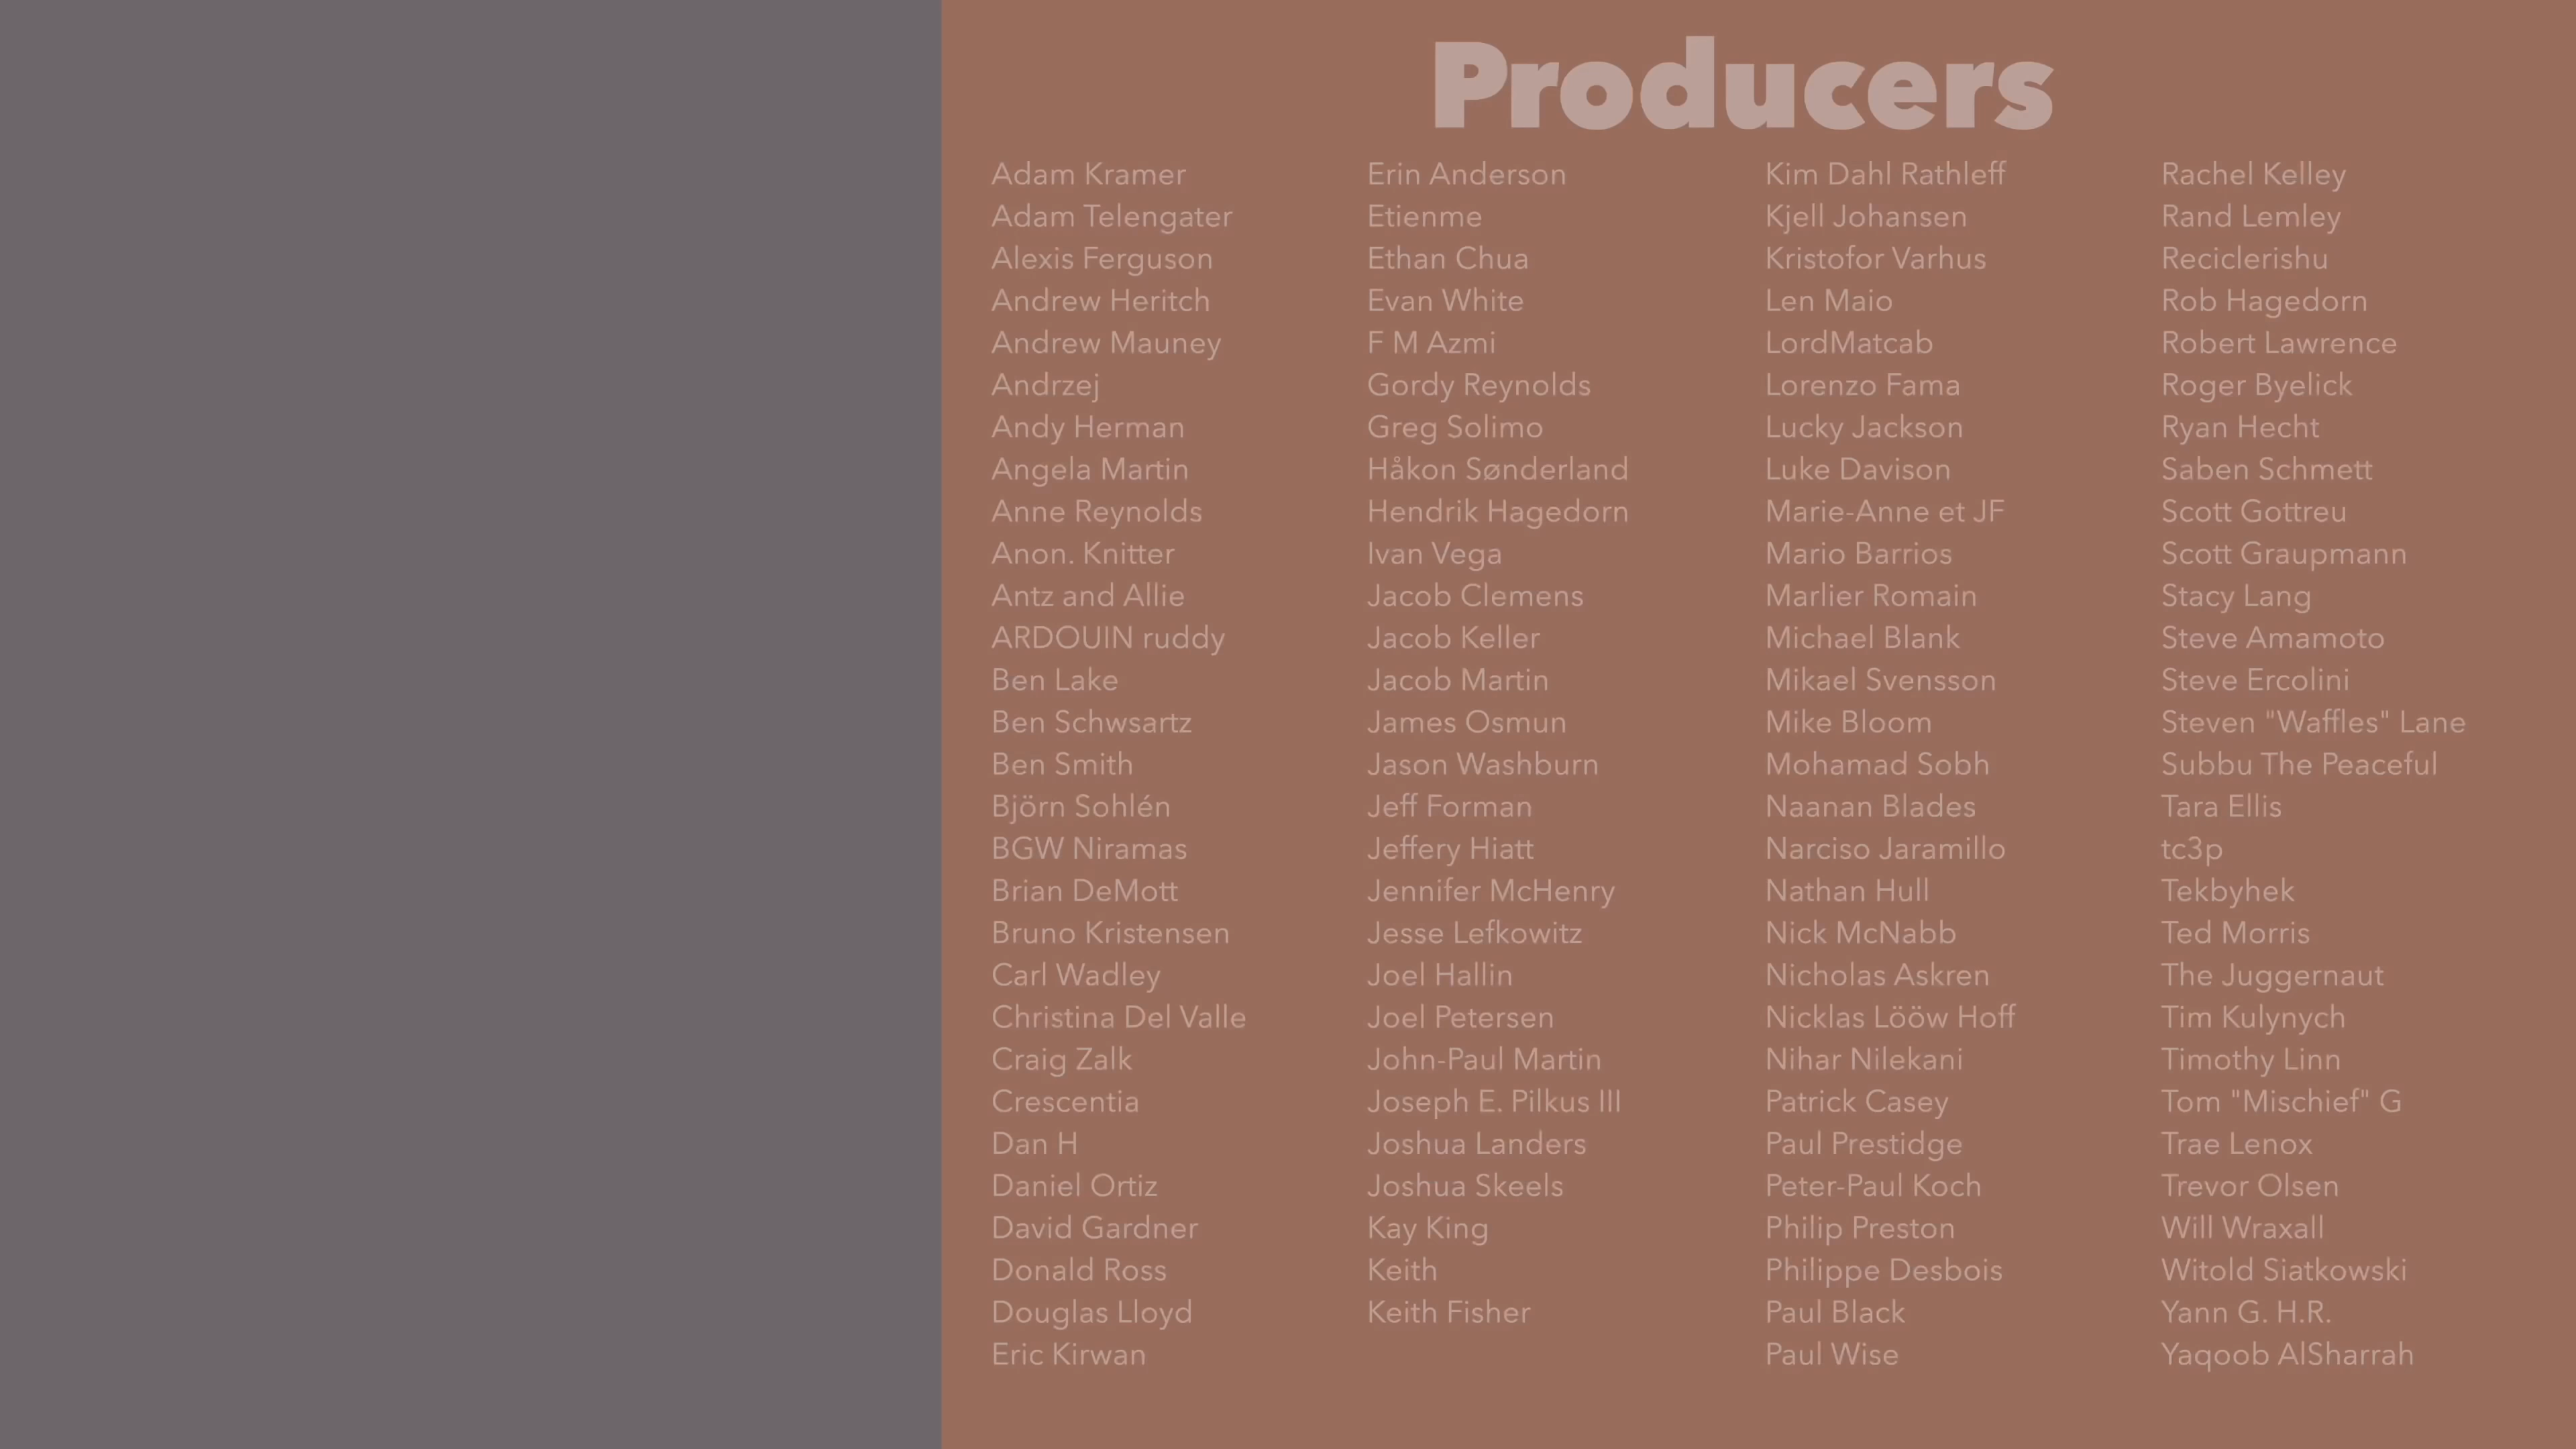 Producers
Adam Kramer
Adam Telengater
Alexis Ferguson
Andrew Heritch
Andrew Mauney
Andrzej
Andy Herman
Angela Martin
Anne Reynolds
Anon. Knitter
Antz and Allie
ARDOUIN ruddy
Ben Lake
Ben Schwsartz
Ben Smith
Björn Sohlén
BGW Niramas
Brian DeMott
Bruno Kristensen
Carl Wadley
Christina Del Valle
Craig Zalk
Crescentia
Dan H
Daniel Ortiz
David Gardner
Donald Ross
Douglas Lloyd
Eric Kirwan
Erin Anderson
Etienme
Ethan Chua
Evan White
F M Azmi
Gordy Reynolds
Greg Solimo
Håkon Sønderland
Hendrik Hagedorn
Ivan Vega
Jacob Clemens
Jacob Keller
Jacob Martin
James Osmun
Jason Washburn
Jeff Forman
Jeffery Hiatt
Jennifer McHenry
Jesse Lefkowitz
Joel Hallin
Joel Petersen
John-Paul Martin
Joseph E. Pilkus III
Joshua Landers
Joshua Skeels
Kay King
Keith
Keith Fisher
Kim Dahl Rathleff
Kjell Johansen
Kristofor Varhus
Len Maio
LordMatcab
Lorenzo Fama
Lucky Jackson
Luke Davison
Marie-Anne et JF
Mario Barrios
Marlier Romain
Michael Blank
Mikael Svensson
Mike Bloom
Mohamad Sobh
Naanan Blades
Narciso Jaramillo
Nathan Hull
Nick McNabb
Nicholas Askren
Nicklas Lööw Hoff
Nihar Nilekani
Patrick Casey
Paul Prestidge
Peter-Paul Koch
Philip Preston
Philippe Desbois
Paul Black
Paul Wise
Rachel Kelley
Rand Lemley
Reciclerishu
Rob Hagedorn
Robert Lawrence
Roger Byelick
Ryan Hecht
Saben Schmett
Scott Gottreu
Scott Graupmann
Stacy Lang
Steve Amamoto
Steve Ercolini
Steven "Waffles" Lane
Subbu The Peaceful
Tara Ellis
tc3p
Tekbyhek
Ted Morris
The Juggernaut
Tim Kulynych
Timothy Linn
Tom "Mischief" G
Trae Lenox
Trevor Olsen
Will Wraxall
Witold Siatkowski
Yann G. H.R.
Yaqoob AlSharrah